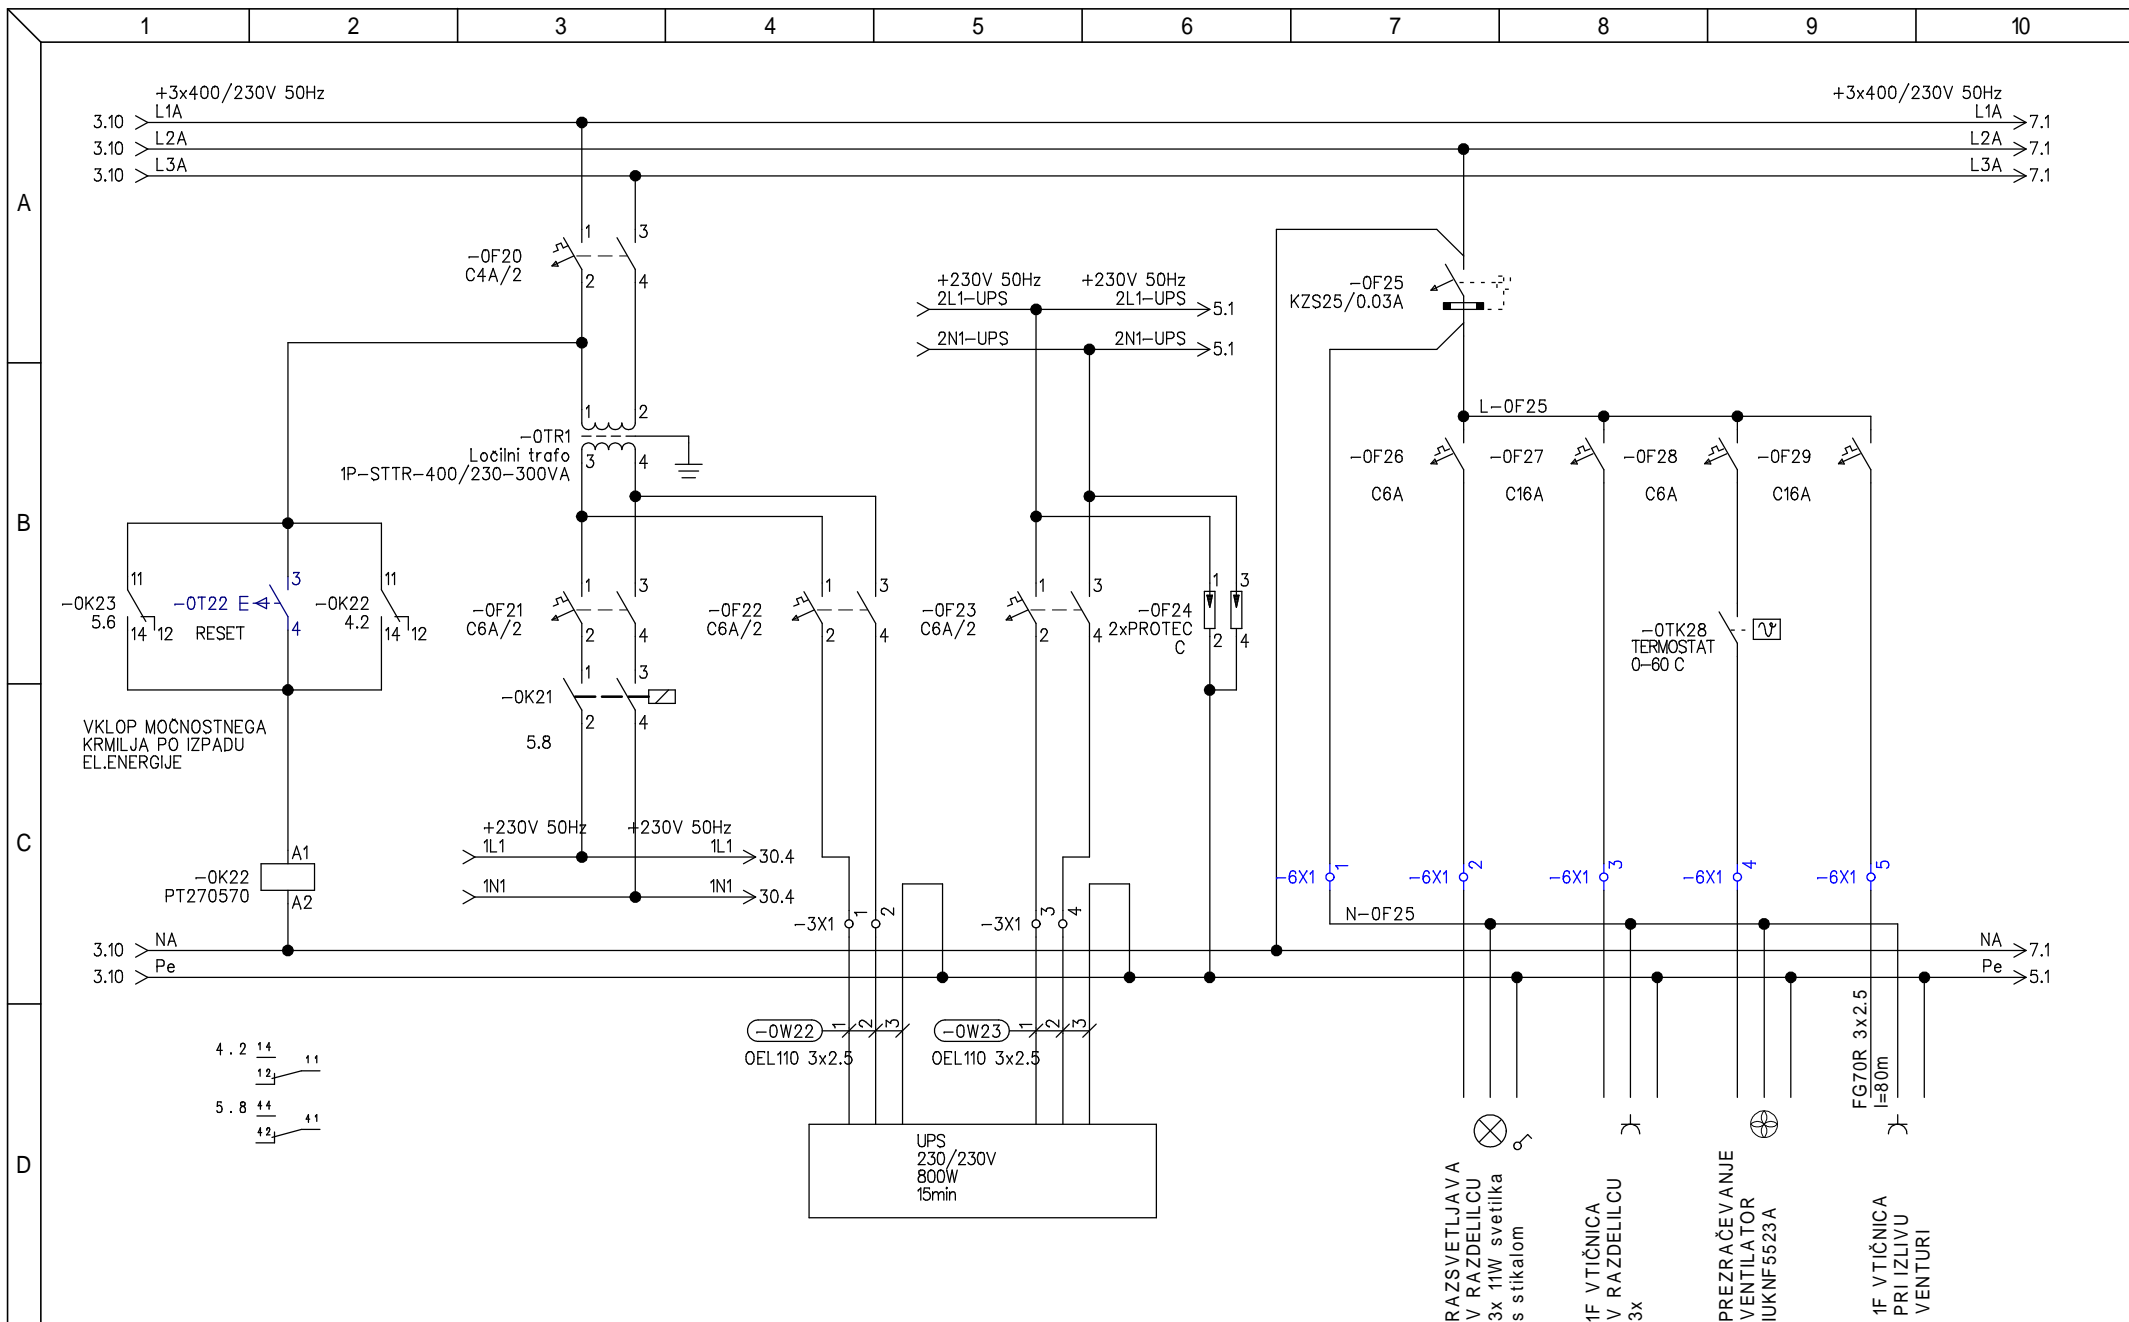 1 2 3 4 5 6 7 8 9 10
A
B
C
D
+3x400/230V 50Hz
3.10 L1A
3.10 L2A
3.10 L3A
+3x400/230V 50Hz
L1A 7.1
L2A 7.1
L3A 7.1
-0F20
C4A/2
1 3
2 4
+230V 50Hz
2L1-UPS
2N1-UPS
+230V 50Hz
2L1-UPS 5.1
2N1-UPS 5.1
-0F25
KZS25/0.03A
L-0F25
1 2
-0TR1
Ločilni trafo
1P-STTR-400/230-300VA
3 4
-0F26
C6A
-0F27
C16A
-0F28
C6A
-0F29
C16A
-0K23
5.6
11
14 12
-0T22
RESET
E
3
4
-0K22
4.2
11
14 12
-0F21
C6A/2
1 3
2 4
-0F22
C6A/2
1 3
2 4
-0F23
C6A/2
1 3
2 4
-0F24
2xPROTEC
C
1 3
2 4
-0TK28
TERMOSTAT
0-60 C
-0K21
5.8
1 3
2 4
VKLOP MOČNOSTNEGA
KRMILJA PO IZPADU
EL.ENERGIJE
-0K22
PT270570
A1
A2
+230V 50Hz
1L1
1N1
+230V 50Hz
1L1 30.4
1N1 30.4
-3X1 1 2
-3X1 3 4
-6X1 1
-6X1 2
-6X1 3
-6X1 4
-6X1 5
N-0F25
3.10 NA
3.10 Pe
NA 7.1
Pe 5.1
-0W22 1 2 3
OEL110 3x2.5
-0W23 1 2 3
OEL110 3x2.5
4.2 14
11
12
5.8 44
41
42
UPS
230/230V
800W
15min
FG70R 3x2.5
l=80m
RAZSVETLJAVA
V RAZDELILCU
3x 11W svetilka
s stikalom
1F VTIČNICA
V RAZDELILCU
3x
PREZRAČEVANJE
VENTILATOR
IUKNF5523A
1F VTIČNICA
PRI IZLIVU
VENTURI